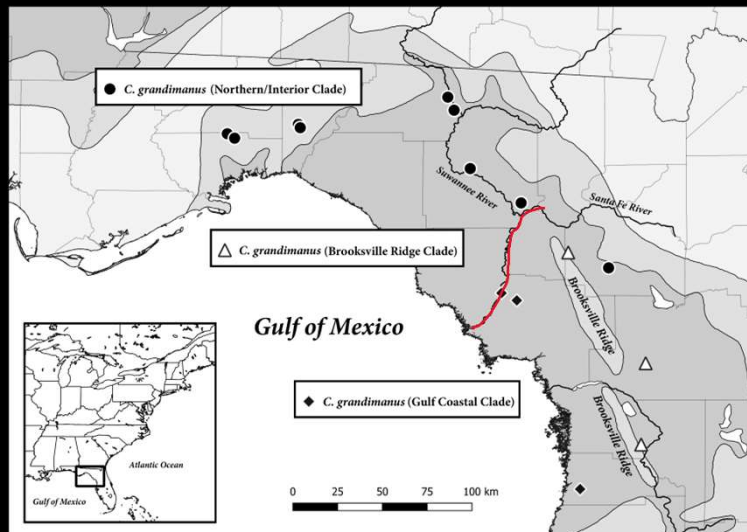 C. grandimanus (Northern/Interior Clade)
Suwannee River
Santa Fe River
C. grandimanus (Brooksville Ridge Clade)
Brooksville Ridge
Gulf of Mexico
C. grandimanus (Gulf Coastal Clade)
Brooksville Ridge
Atlantic Ocean
Gulf of Mexico
0 25 50 75 100 km